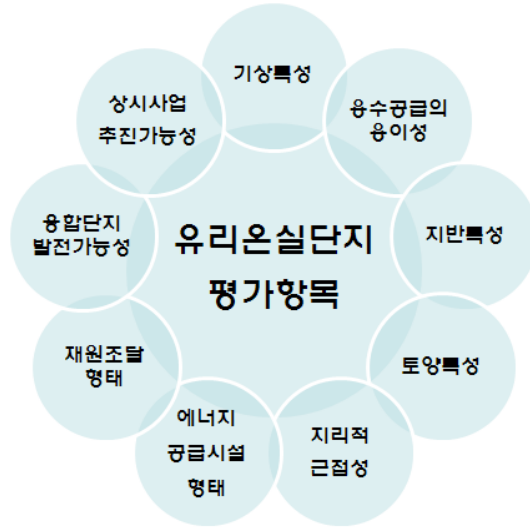 기상특성
용수공급의
용이성
지반특성
토양특성
지리적
근접성
에너지
공급시설
형태
재원조달
형태
융합단지
발전가능성
상시사업
추진가능성
유리온실단지
평가항목